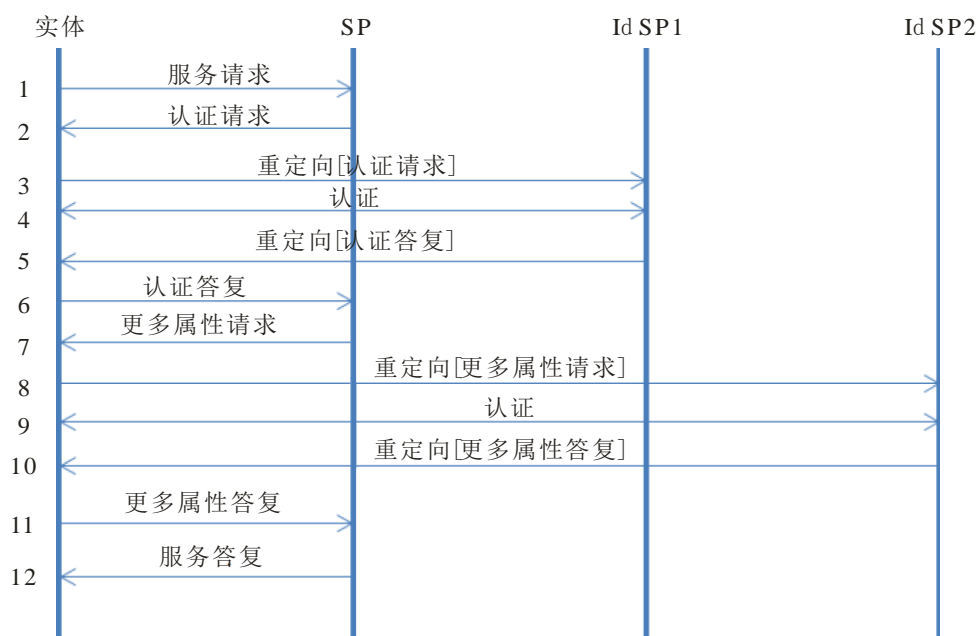 实体 SP Id SP1 Id SP2
1 服务请求
2 认证请求
3 重定向[认证请求]
4 认证
5 重定向[认证答复]
6 认证答复
7 更多属性请求
8 重定向[更多属性请求]
9 认证
10 重定向[更多属性答复]
11 更多属性答复
12 服务答复